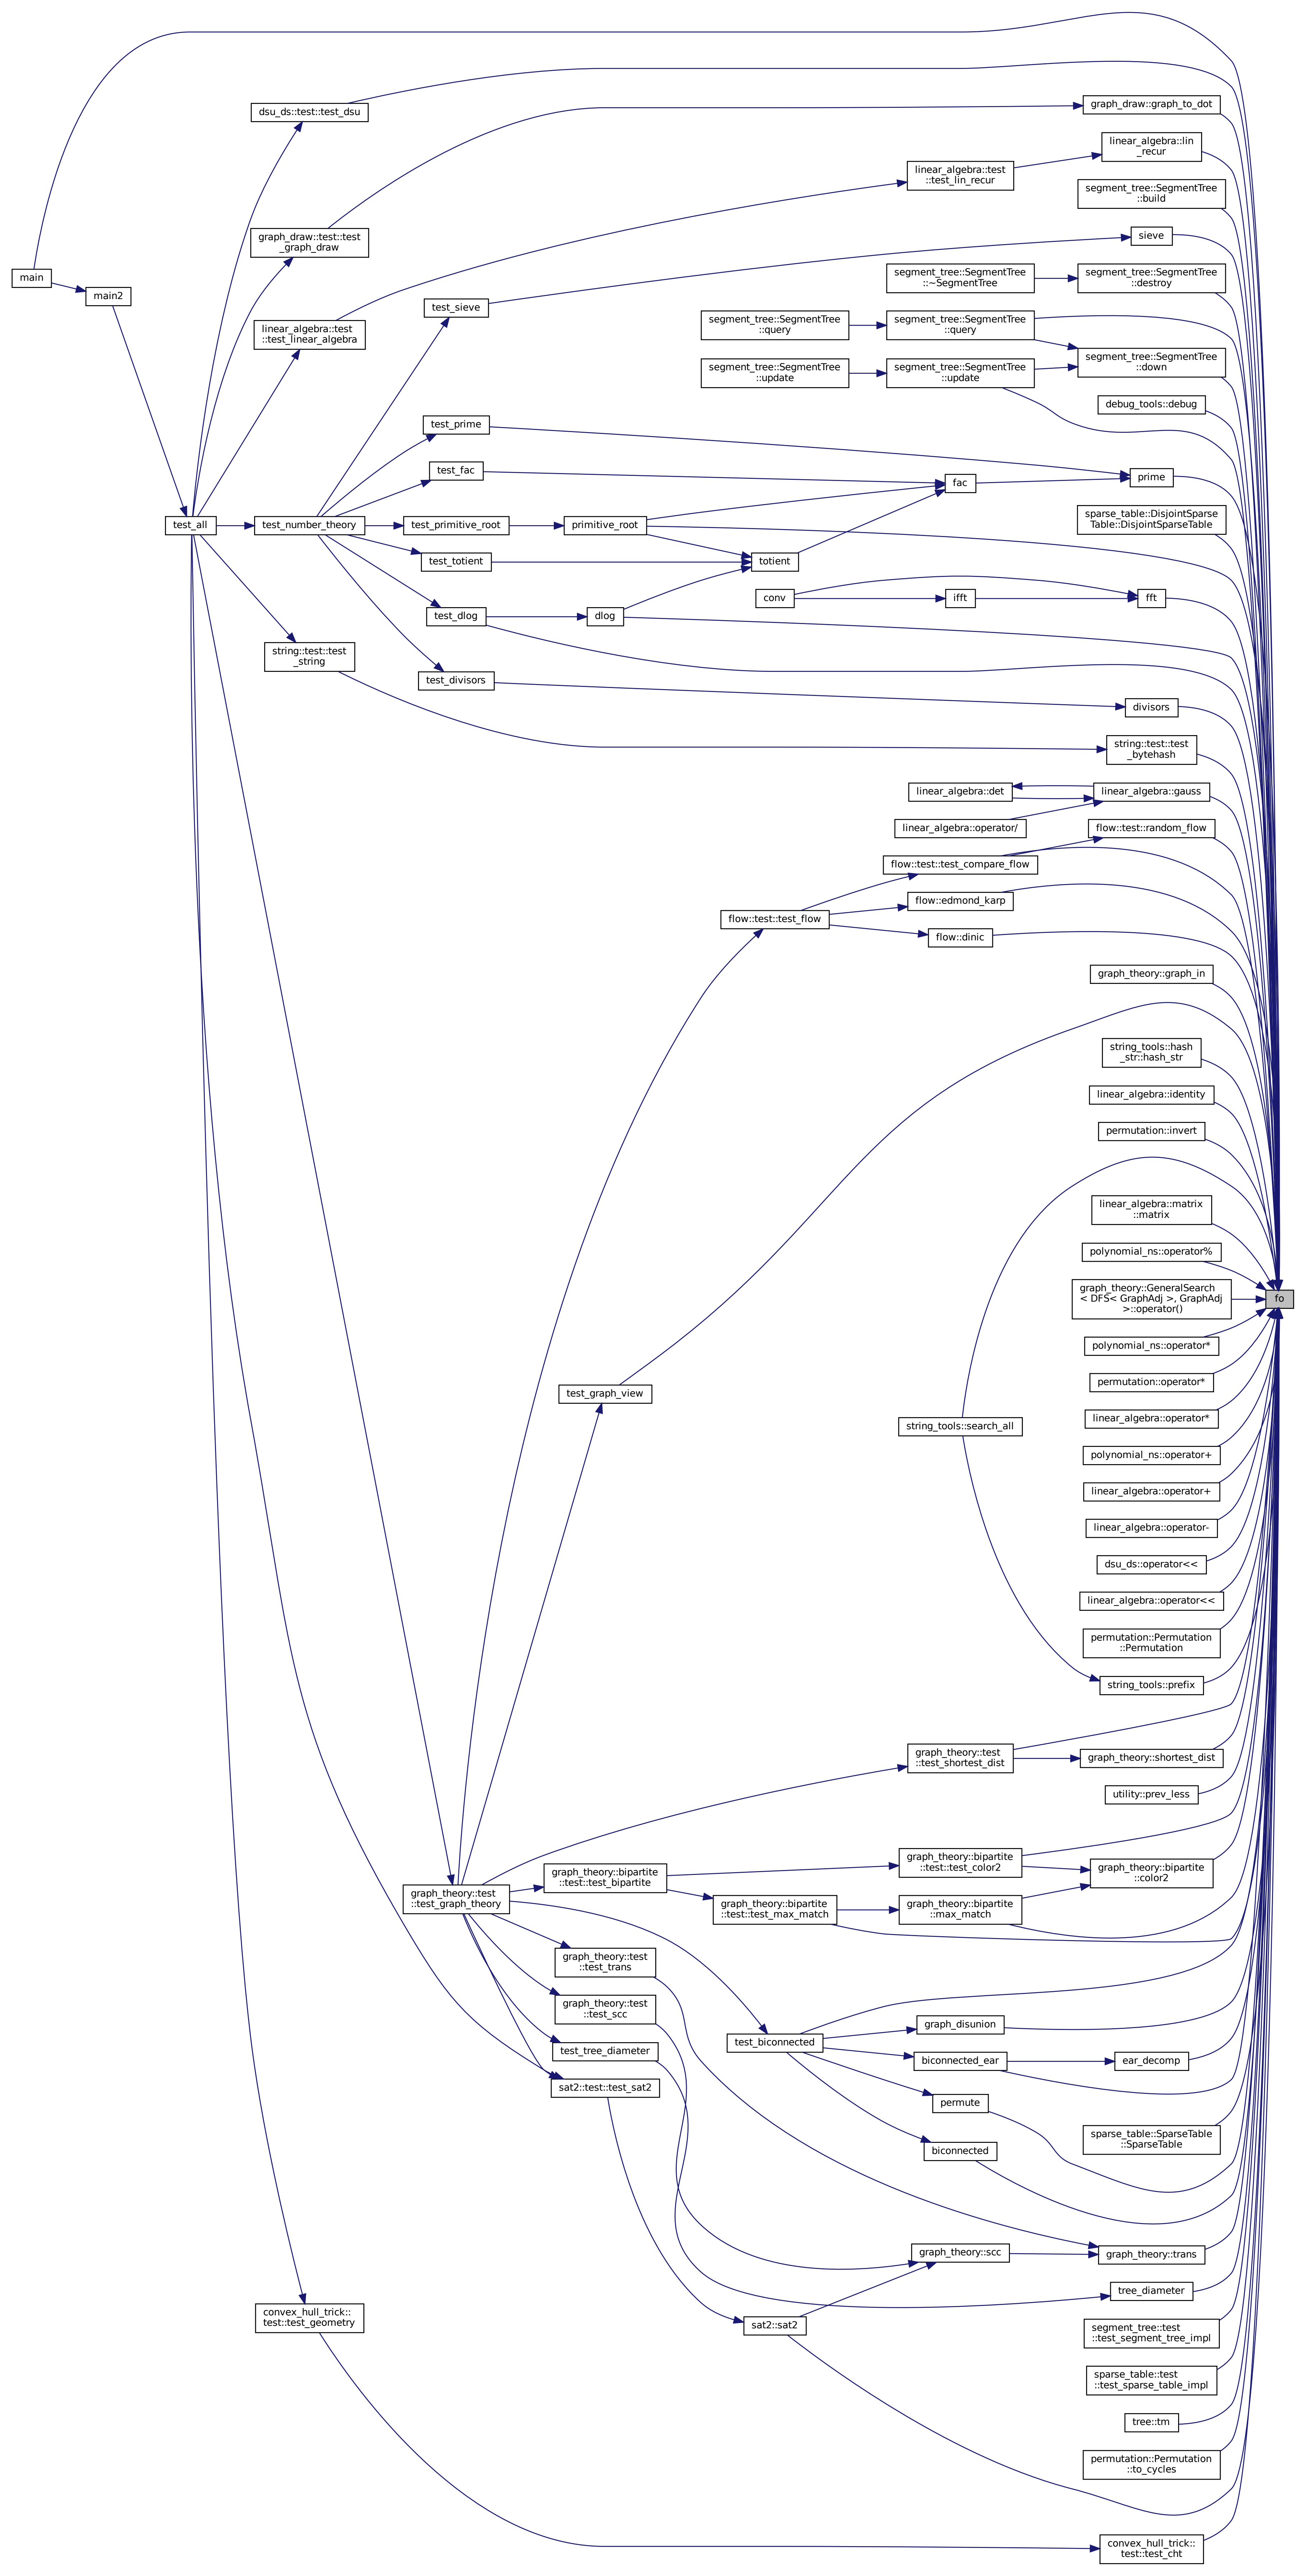 dsu_ds::test::test_dsu
graph_draw::graph_to_dot
linear_algebra::lin
_recur
linear_algebra::test
::test_lin_recur
segment_tree::SegmentTree
::build
graph_draw::test::test
_graph_draw
sieve
main
main2
segment_tree::SegmentTree
::~SegmentTree
segment_tree::SegmentTree
::destroy
test_sieve
linear_algebra::test
::test_linear_algebra
segment_tree::SegmentTree
::query
segment_tree::SegmentTree
::query
segment_tree::SegmentTree
::down
segment_tree::SegmentTree
::update
segment_tree::SegmentTree
::update
debug_tools::debug
test_prime
test_fac
fac
prime
test_all
test_number_theory
test_primitive_root
primitive_root
sparse_table::DisjointSparse
Table::DisjointSparseTable
test_totient
totient
conv
ifft
fft
test_dlog
dlog
string::test::test
_string
test_divisors
divisors
string::test::test
_bytehash
linear_algebra::det
linear_algebra::gauss
linear_algebra::operator/
flow::test::random_flow
flow::test::test_compare_flow
flow::edmond_karp
flow::test::test_flow
flow::dinic
graph_theory::graph_in
string_tools::hash
_str::hash_str
linear_algebra::identity
permutation::invert
linear_algebra::matrix
::matrix
polynomial_ns::operator%
graph_theory::GeneralSearch
< DFS< GraphAdj >, GraphAdj
>::operator()
fo
polynomial_ns::operator*
permutation::operator*
test_graph_view
linear_algebra::operator*
string_tools::search_all
polynomial_ns::operator+
linear_algebra::operator+
linear_algebra::operator-
dsu_ds::operator<<
linear_algebra::operator<<
permutation::Permutation
::Permutation
string_tools::prefix
graph_theory::test
::test_shortest_dist
graph_theory::shortest_dist
utility::prev_less
graph_theory::bipartite
::test::test_color2
graph_theory::bipartite
::color2
graph_theory::bipartite
::test::test_bipartite
graph_theory::test
::test_graph_theory
graph_theory::bipartite
::test::test_max_match
graph_theory::bipartite
::max_match
graph_theory::test
::test_trans
graph_theory::test
::test_scc
graph_disunion
test_biconnected
test_tree_diameter
biconnected_ear
ear_decomp
sat2::test::test_sat2
permute
sparse_table::SparseTable
::SparseTable
biconnected
graph_theory::scc
graph_theory::trans
tree_diameter
convex_hull_trick::
test::test_geometry
sat2::sat2
segment_tree::test
::test_segment_tree_impl
sparse_table::test
::test_sparse_table_impl
tree::tm
permutation::Permutation
::to_cycles
convex_hull_trick::
test::test_cht